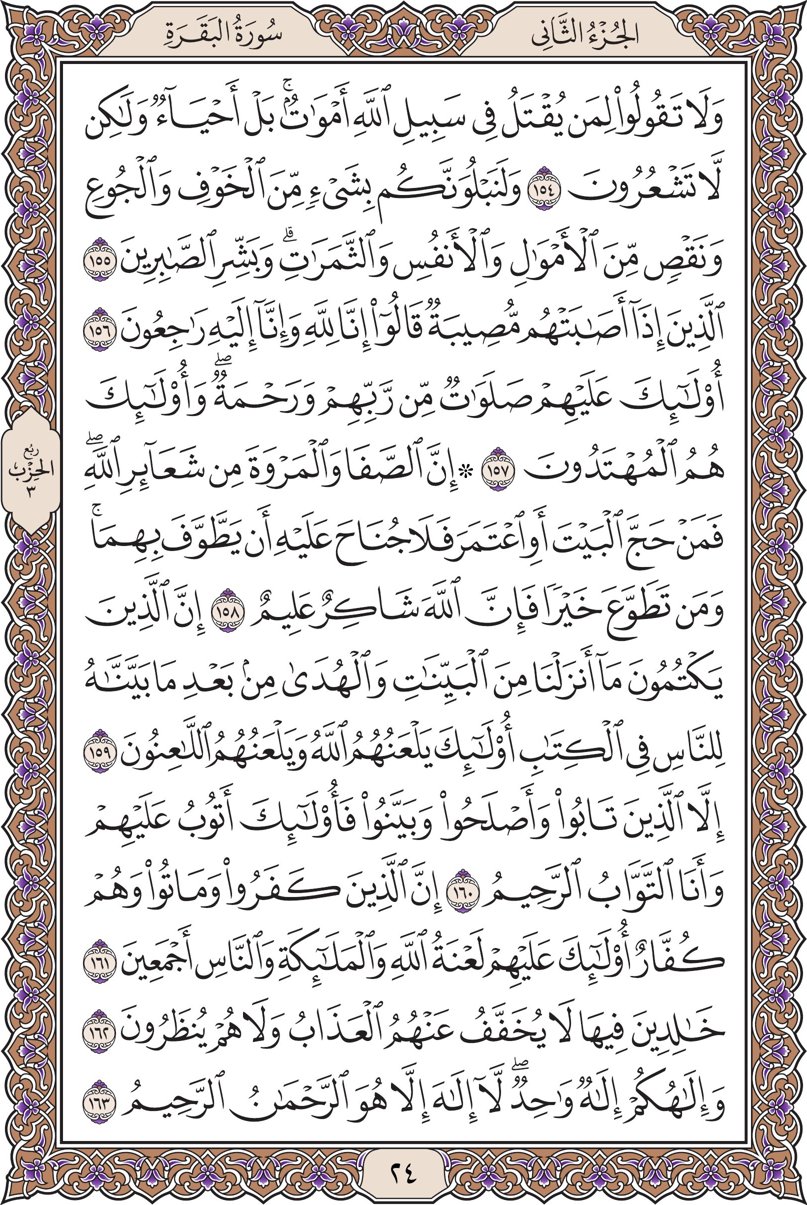 الجُزْءُ الثَّانِى
سُورَةُ البَقَرَةِ
وَلَا تَقُولُوا۟ لِمَن يُقْتَلُ فِى سَبِيلِ ٱللَّهِ أَمْوَٰتٌۢ ۚ بَلْ أَحْيَآءٌ وَلَـٰكِن
لَّا تَشْعُرُونَ ١٥٤ وَلَنَبْلُوَنَّكُم بِشَىْءٍ مِّنَ ٱلْخَوْفِ وَٱلْجُوعِ
وَنَقْصٍ مِّنَ ٱلْأَمْوَٰلِ وَٱلْأَنفُسِ وَٱلثَّمَرَٰتِ ۗ وَبَشِّرِ ٱلصَّـٰبِرِينَ ١٥٥
ٱلَّذِينَ إِذَآ أَصَـٰبَتْهُم مُّصِيبَةٌ قَالُوٓا۟ إِنَّا لِلَّهِ وَإِنَّآ إِلَيْهِ رَٰجِعُونَ ١٥٦
أُو۟لَـٰٓئِكَ عَلَيْهِمْ صَلَوَٰتٌ مِّن رَّبِّهِمْ وَرَحْمَةٌ ۖ وَأُو۟لَـٰٓئِكَ
هُمُ ٱلْمُهْتَدُونَ ١٥٧ ۞ إِنَّ ٱلصَّفَا وَٱلْمَرْوَةَ مِن شَعَآئِرِ ٱللَّهِ ۖ
فَمَنْ حَجَّ ٱلْبَيْتَ أَوِ ٱعْتَمَرَ فَلَا جُنَاحَ عَلَيْهِ أَن يَطَّوَّفَ بِهِمَا ۚ
وَمَن تَطَوَّعَ خَيْرًا فَإِنَّ ٱللَّهَ شَاكِرٌ عَلِيمٌ ١٥٨ إِنَّ ٱلَّذِينَ
يَكْتُمُونَ مَآ أَنزَلْنَا مِنَ ٱلْبَيِّنَـٰتِ وَٱلْهُدَىٰ مِنۢ بَعْدِ مَا بَيَّنَّـٰهُ
لِلنَّاسِ فِى ٱلْكِتَـٰبِ أُو۟لَـٰٓئِكَ يَلْعَنُهُمُ ٱللَّهُ وَيَلْعَنُهُمُ ٱللَّـٰعِنُونَ ١٥٩
إِلَّا ٱلَّذِينَ تَابُوا۟ وَأَصْلَحُوا۟ وَبَيَّنُوا۟ فَأُو۟لَـٰٓئِكَ أَتُوبُ عَلَيْهِمْ
وَأَنَا ٱلتَّوَّابُ ٱلرَّحِيمُ ١٦٠ إِنَّ ٱلَّذِينَ كَفَرُوا۟ وَمَاتُوا۟ وَهُمْ
كُفَّارٌ أُو۟لَـٰٓئِكَ عَلَيْهِمْ لَعْنَةُ ٱللَّهِ وَٱلْمَلَـٰٓئِكَةِ وَٱلنَّاسِ أَجْمَعِينَ ١٦١
خَـٰلِدِينَ فِيهَا لَا يُخَفَّفُ عَنْهُمُ ٱلْعَذَابُ وَلَا هُمْ يُنظَرُونَ ١٦٢
وَإِلَـٰهُكُمْ إِلَـٰهٌ وَٰحِدٌ ۖ لَّآ إِلَـٰهَ إِلَّا هُوَ ٱلرَّحْمَـٰنُ ٱلرَّحِيمُ ١٦٣
رُبْع
الحِزْبِ
٣
٢٤